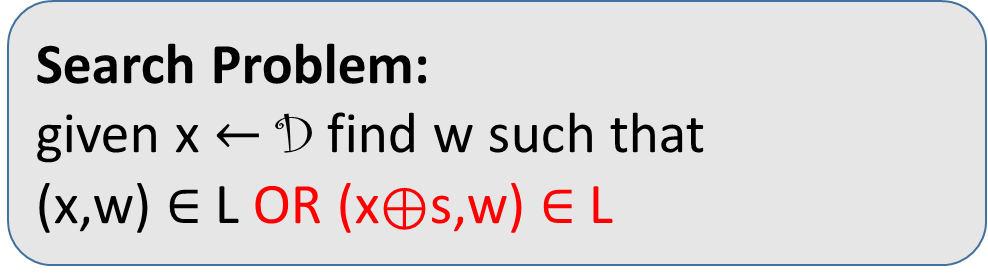 Search Problem:
given x ← 𝒟 find w such that
(x,w) ∈ L OR (x⊕s,w) ∈ L